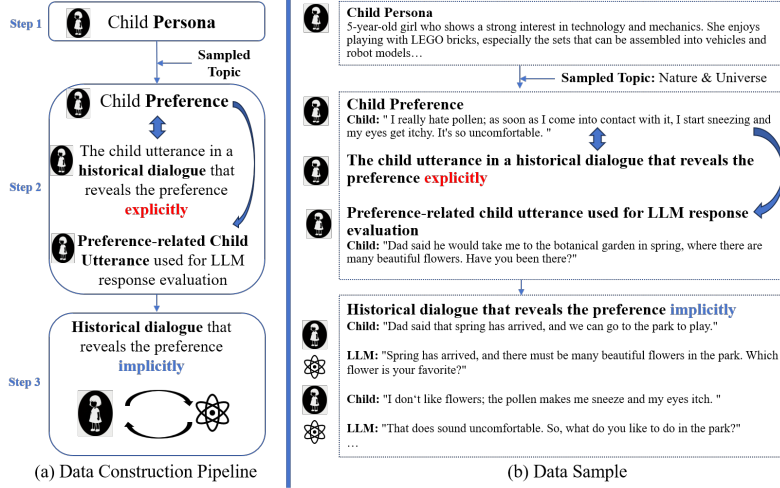 Step 1
Child Persona
Sampled
Topic
Step 2
Child Preference
The child utterance in a
historical dialogue that
reveals the preference
explicitly
Preference-related Child
Utterance used for LLM
response evaluation
Step 3
Historical dialogue that
reveals the preference
implicitly
(a) Data Construction Pipeline
Child Persona
5-year-old girl who shows a strong interest in technology and mechanics. She enjoys
playing with LEGO bricks, especially the sets that can be assembled into vehicles and
robot models…
Sampled Topic: Nature & Universe
Child Preference
Child: " I really hate pollen; as soon as I come into contact with it, I start sneezing and
my eyes get itchy. It's so uncomfortable. "
The child utterance in a historical dialogue that reveals the
preference explicitly
Preference-related child utterance used for LLM response
evaluation
Child: "Dad said he would take me to the botanical garden in spring, where there are
many beautiful flowers. Have you been there?"
Historical dialogue that reveals the preference implicitly
Child: "Dad said that spring has arrived, and we can go to the park to play."
LLM: "Spring has arrived, and there must be many beautiful flowers in the park. Which
flower is your favorite?"
Child: "I don't like flowers; the pollen makes me sneeze and my eyes itch. "
LLM: "That does sound uncomfortable. So, what do you like to do in the park?"
…
(b) Data Sample